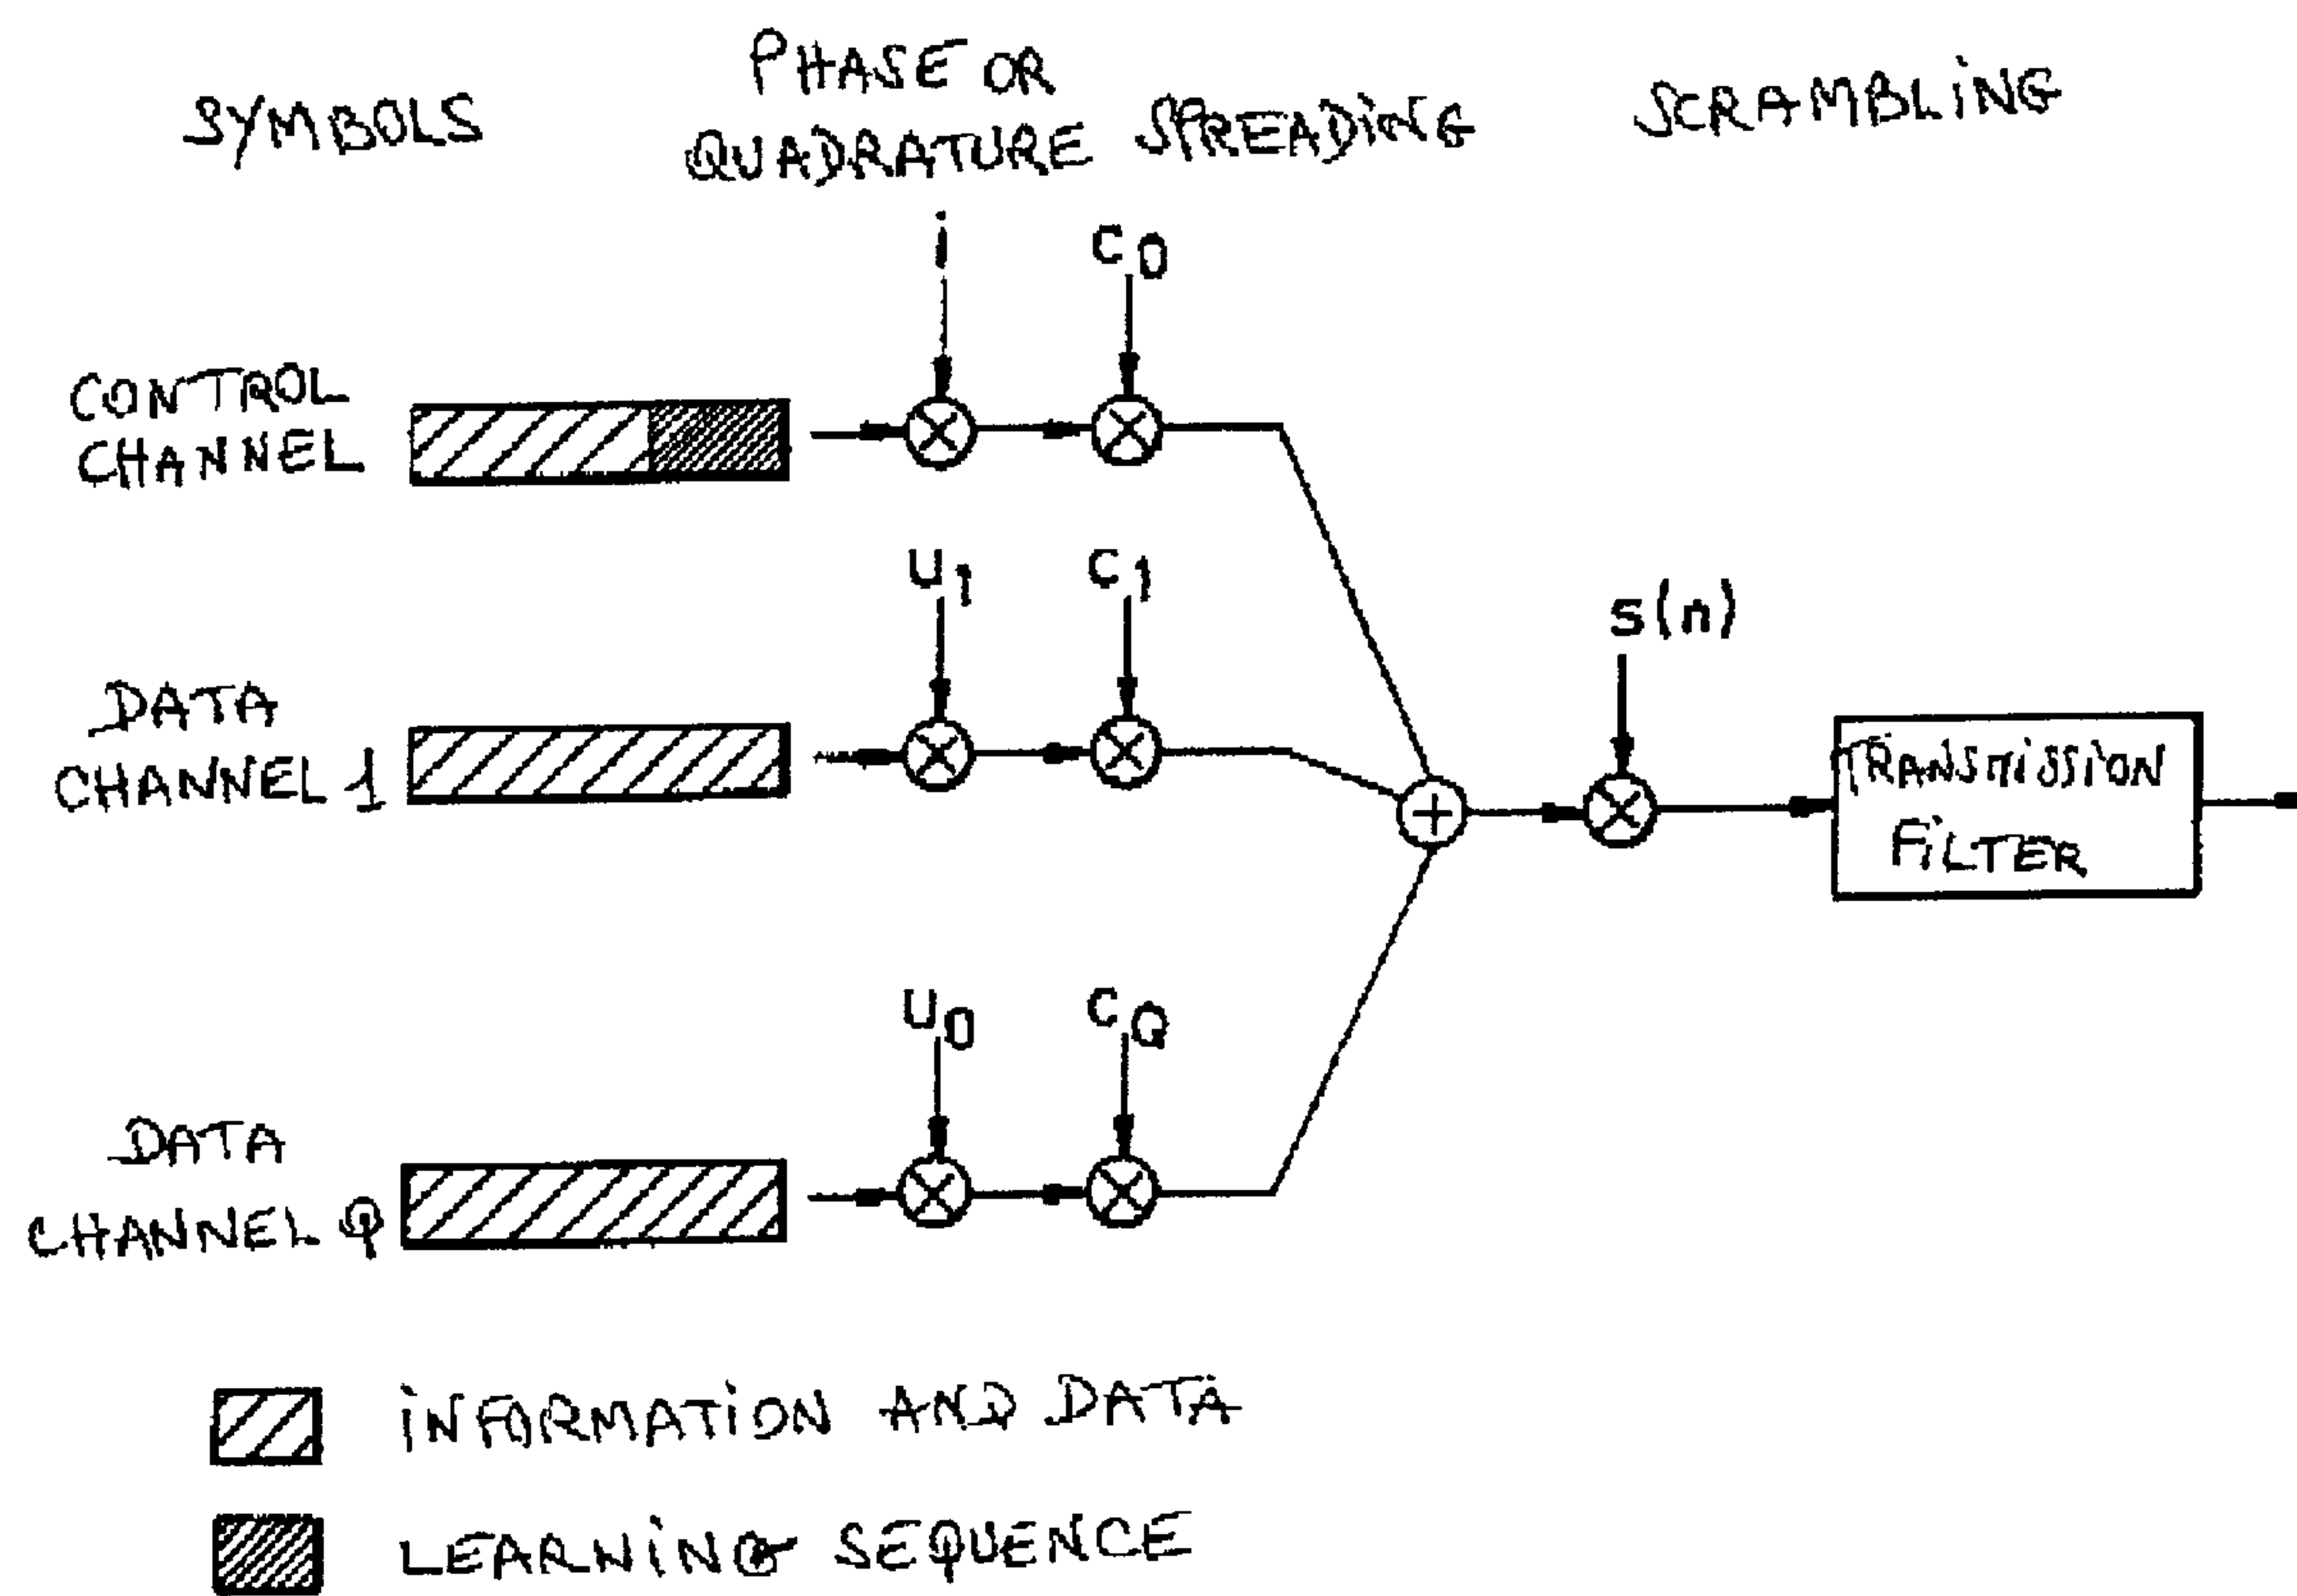 SYMBOLS
PHASE OR
QUADRATURE
SPREADING
SCRAMBLING
i
c0
CONTROL
CHANNEL
u1
c1
s(n)
DATA
CHANNEL 1
TRANSMISSION
FILTER
u0
cQ
DATA
CHANNEL Q
INFORMATION AND DATA
LEARNING SEQUENCE